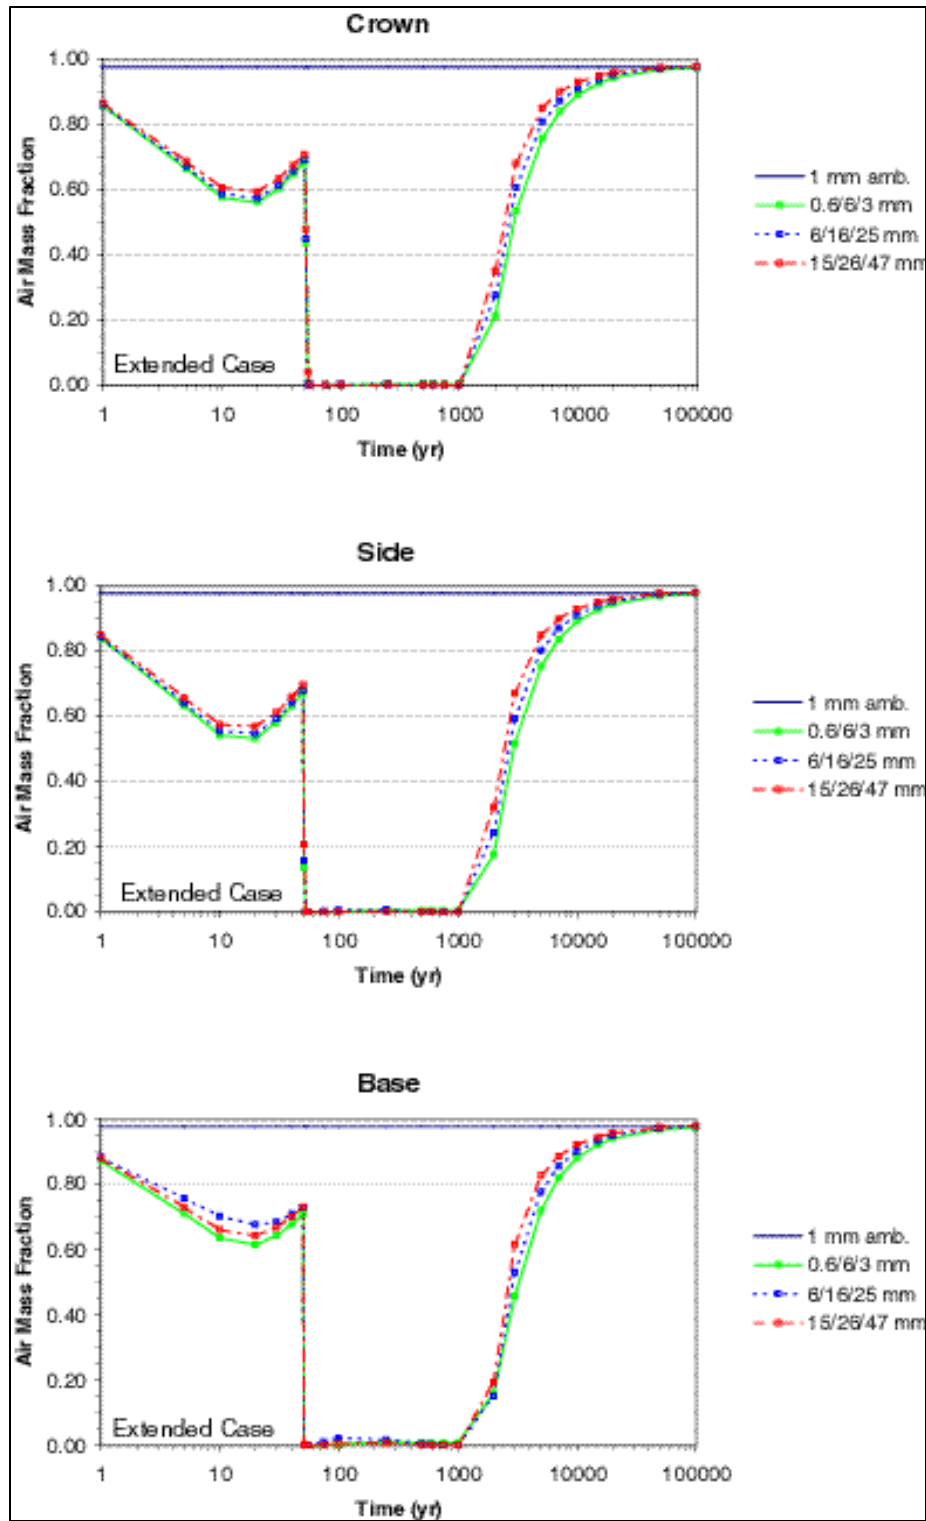 Crown
1.00
0.80
0.60
0.40
0.20
0.00
Air Mass Fraction
Extended Case
1 10 100 1000 10000 100000
Time (yr)
1 mm amb.
0.6/6/3 mm
6/16/25 mm
15/26/47 mm
Side
1.00
0.80
0.60
0.40
0.20
0.00
Air Mass Fraction
Extended Case
1 10 100 1000 10000 100000
Time (yr)
1 mm amb.
0.6/6/3 mm
6/16/25 mm
15/26/47 mm
Base
1.00
0.80
0.60
0.40
0.20
0.00
Air Mass Fraction
Extended Case
1 10 100 1000 10000 100000
Time (yr)
1 mm amb.
0.6/6/3 mm
6/16/25 mm
15/26/47 mm